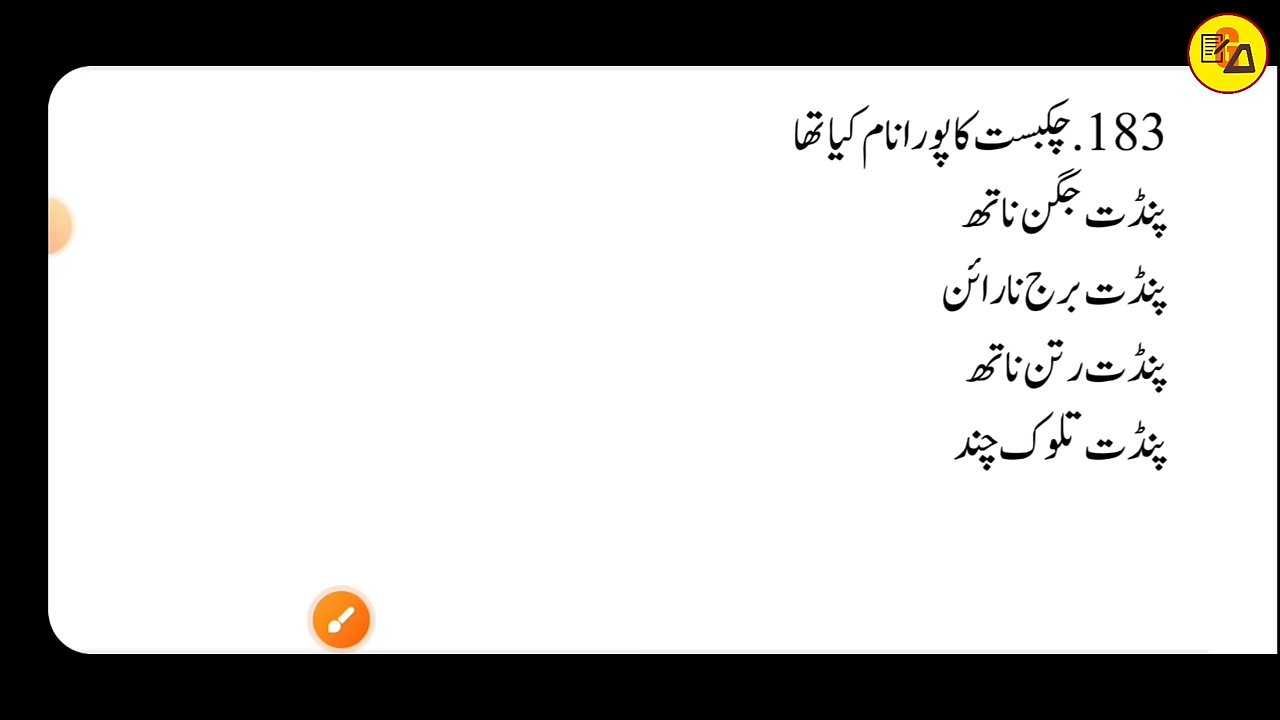 183.چکبست کا پورا نام کیا تھا
پنڈت جگن ناتھ
پنڈت برج نارائن
پنڈت رتن ناتھ
پنڈت تلوک چند